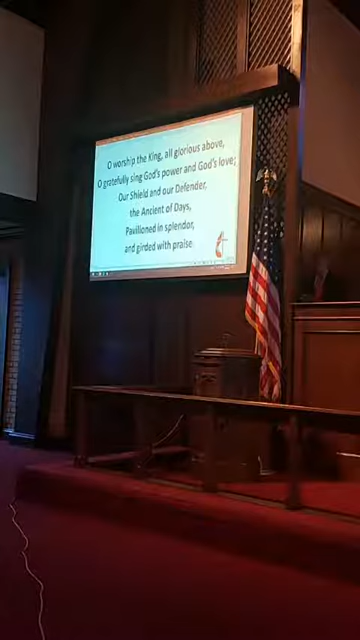 O worship the King, all glorious above,
O gratefully sing God's power and God's love;
Our Shield and our Defender,
the Ancient of Days,
Pavilioned in splendor,
and girded with praise